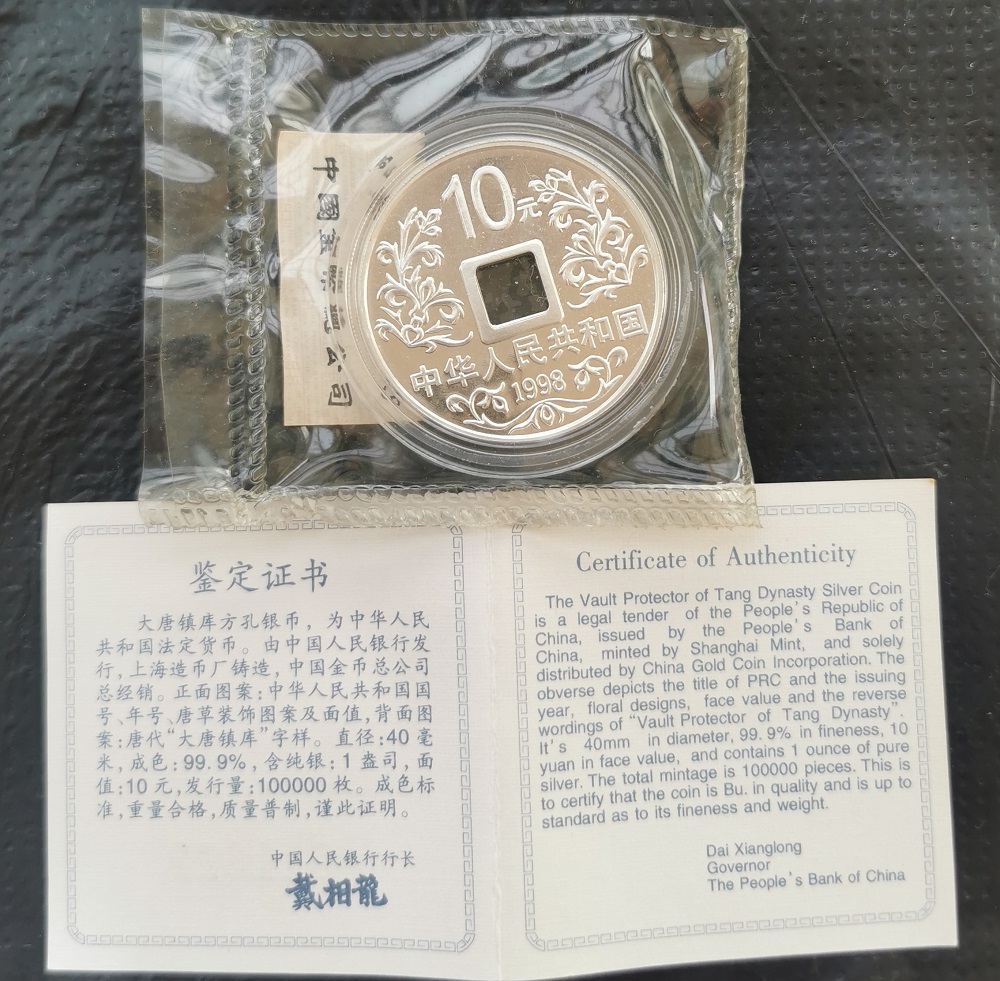 中國金幣總公司
10元
中华人民共和国
1998
鉴定证书
大唐镇库方孔银币，为中华人民
共和国法定货币。由中国人民银行发
行，上海造币厂铸造，中国金币总公司
总经销。正面图案：中华人民共和国国
号、年号、唐草装饰图案及面值，背面图
案：唐代“大唐镇库”字样。直径：40毫
米，成色：99.9%，含纯银：1盎司，面
值：10元，发行量：100000枚。成色标
准，重量合格，质量普制，谨此证明。
中国人民银行行长
戴相龍
Certificate of Authenticity
The Vault Protector of Tang Dynasty Silver Coin
is a legal tender of the People's Republic of
China, issued by the People's Bank of
China, minted by Shanghai Mint, and solely
distributed by China Gold Coin Incorporation. The
obverse depicts the title of PRC and the issuing
year, floral designs, face value and the reverse
wordings of "Vault Protector of Tang Dynasty".
It's 40mm in diameter, 99.9% in fineness, 10
yuan in face value, and contains 1 ounce of pure
silver. The total mintage is 100000 pieces. This is
to certify that the coin is Bu. in quality and is up to
standard as to its fineness and weight.
Dai Xianglong
Governor
The People's Bank of China